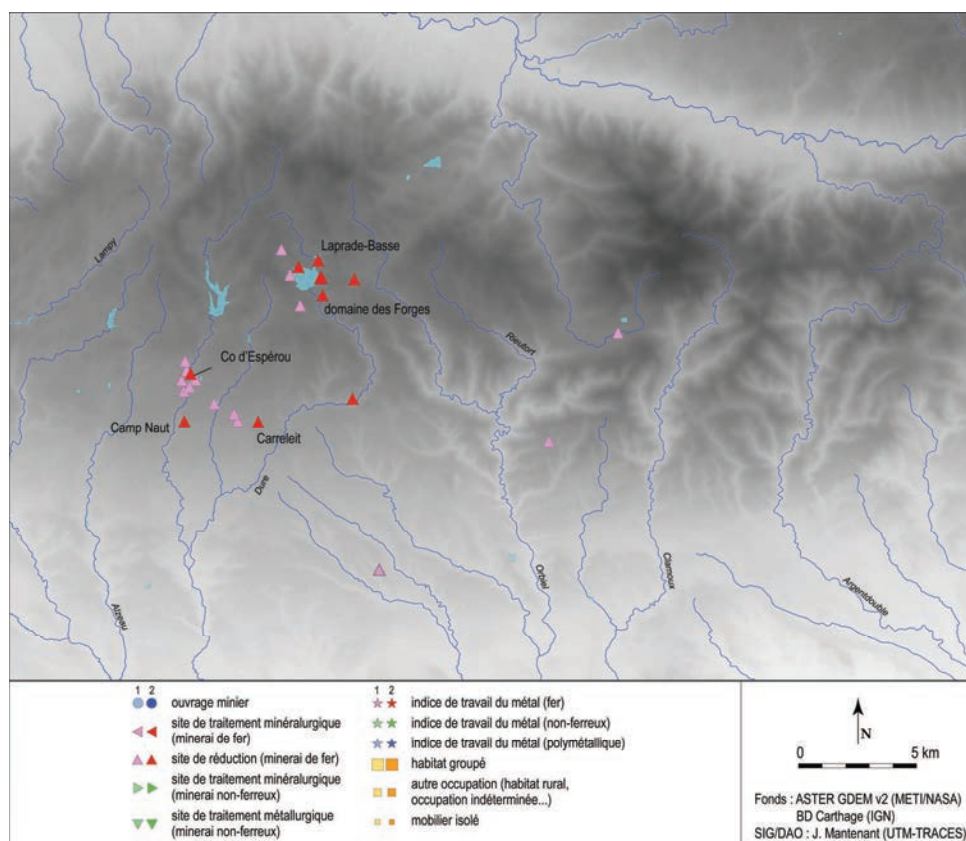 Lampy
Laprade-Basse
domaine des Forges
Rieutort
Co d'Espérou
Camp Naut
Carreleit
Dure
Alzeau
Orbiel
Clamoux
Argentdouble
1 2
ouvrage minier
site de traitement minéralurgique
(minerai de fer)
site de réduction (minerai de fer)
site de traitement minéralurgique
(minerai non-ferreux)
site de traitement métallurgique
(minerai non-ferreux)
1 2
indice de travail du métal (fer)
indice de travail du métal (non-ferreux)
indice de travail du métal (polymétallique)
habitat groupé
autre occupation (habitat rural,
occupation indéterminée...)
mobilier isolé
N
0 5 km
Fonds : ASTER GDEM v2 (METI/NASA)
BD Carthage (IGN)
SIG/DAO : J. Mantenant (UTM-TRACES)